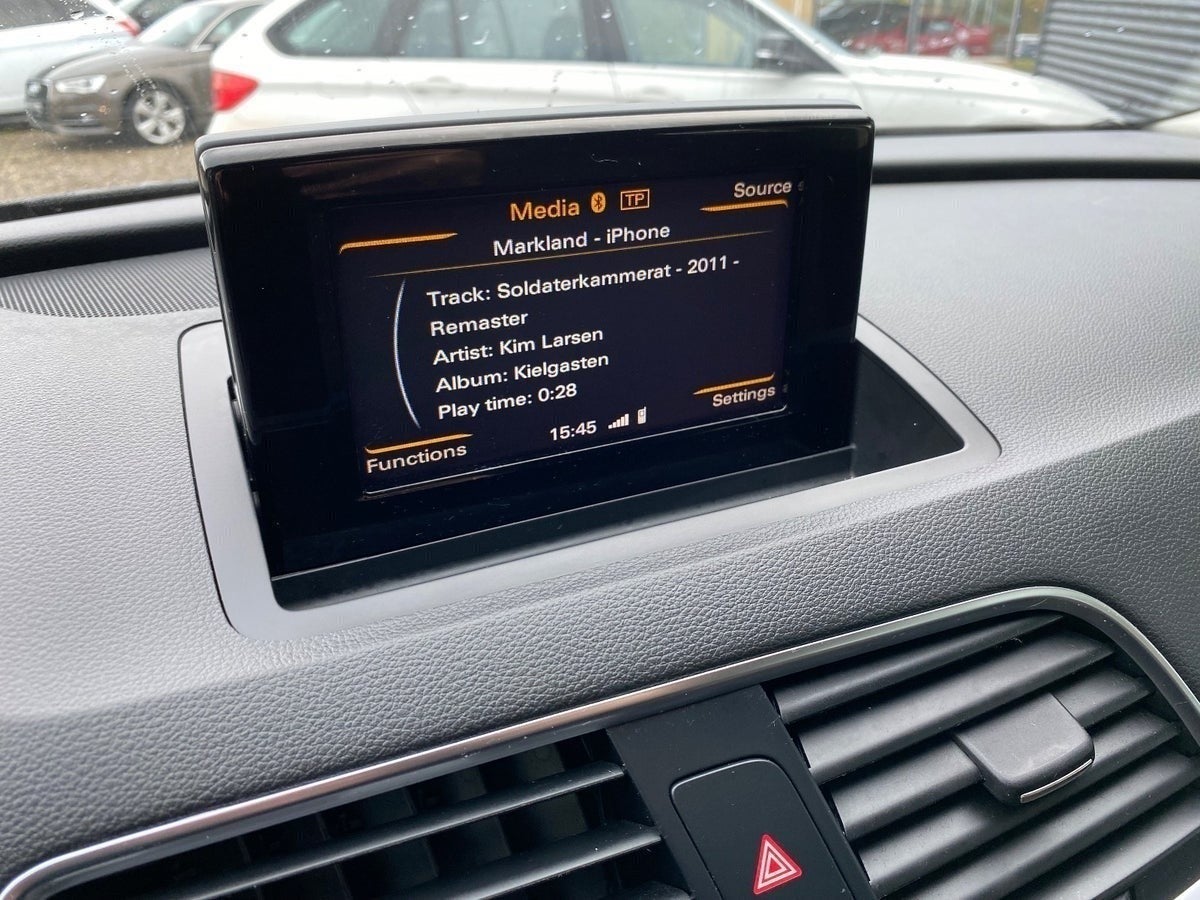 Media TP
Source
Markland - iPhone
Track: Soldaterkammerat - 2011 -
Remaster
Artist: Kim Larsen
Album: Kielgasten
Play time: 0:28
Settings
15:45
Functions